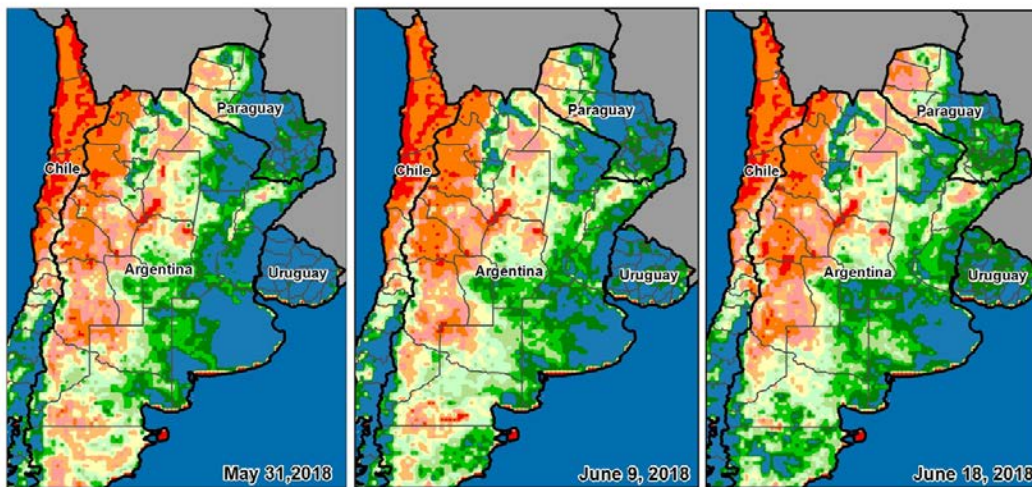 Paraguay
Chile
Argentina
Uruguay
May 31,2018
Paraguay
Chile
Argentina
Uruguay
June 9, 2018
Paraguay
Chile
Argentina
Uruguay
June 18, 2018